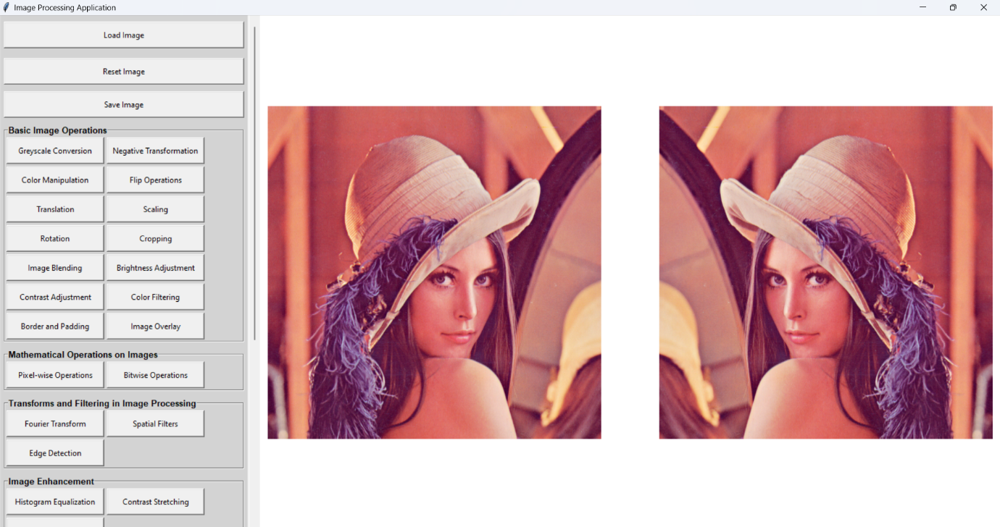 Image Processing Application
Load Image
Reset Image
Save Image
Basic Image Operations
Greyscale Conversion Negative Transformation
Color Manipulation Flip Operations
Translation Scaling
Rotation Cropping
Image Blending Brightness Adjustment
Contrast Adjustment Color Filtering
Border and Padding Image Overlay
Mathematical Operations on Images
Pixel-wise Operations Bitwise Operations
Transforms and Filtering in Image Processing
Fourier Transform Spatial Filters
Edge Detection
Image Enhancement
Histogram Equalization Contrast Stretching